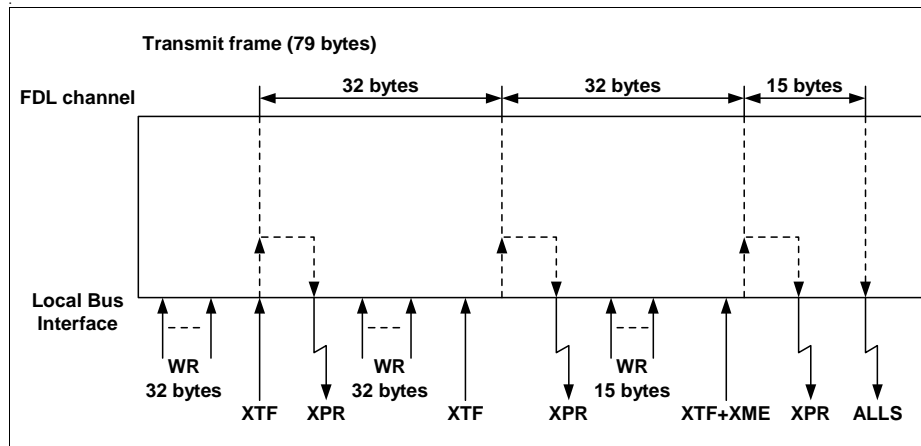 Transmit frame (79 bytes)
32 bytes
32 bytes
15 bytes
FDL channel
Local Bus
Interface
WR
32 bytes
WR
32 bytes
WR
15 bytes
XTF
XPR
XTF
XPR
XTF+XME
XPR
ALLS